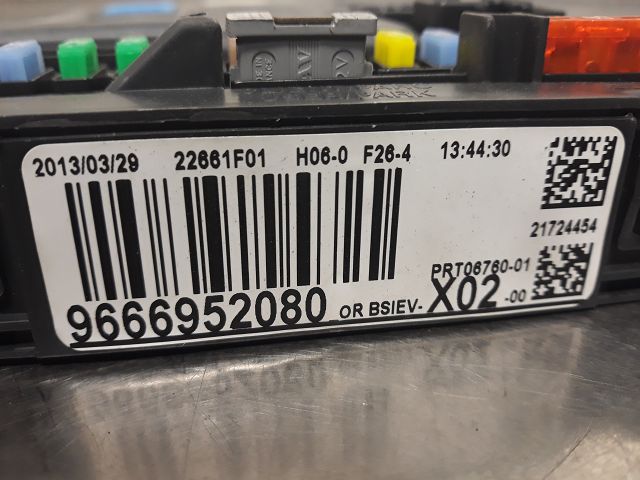 2013/03/29 22661F01 H06-0 F26-4 13:44:30
21724454
PRT06760-01
9666952080 OR BSIEV- X02 -00